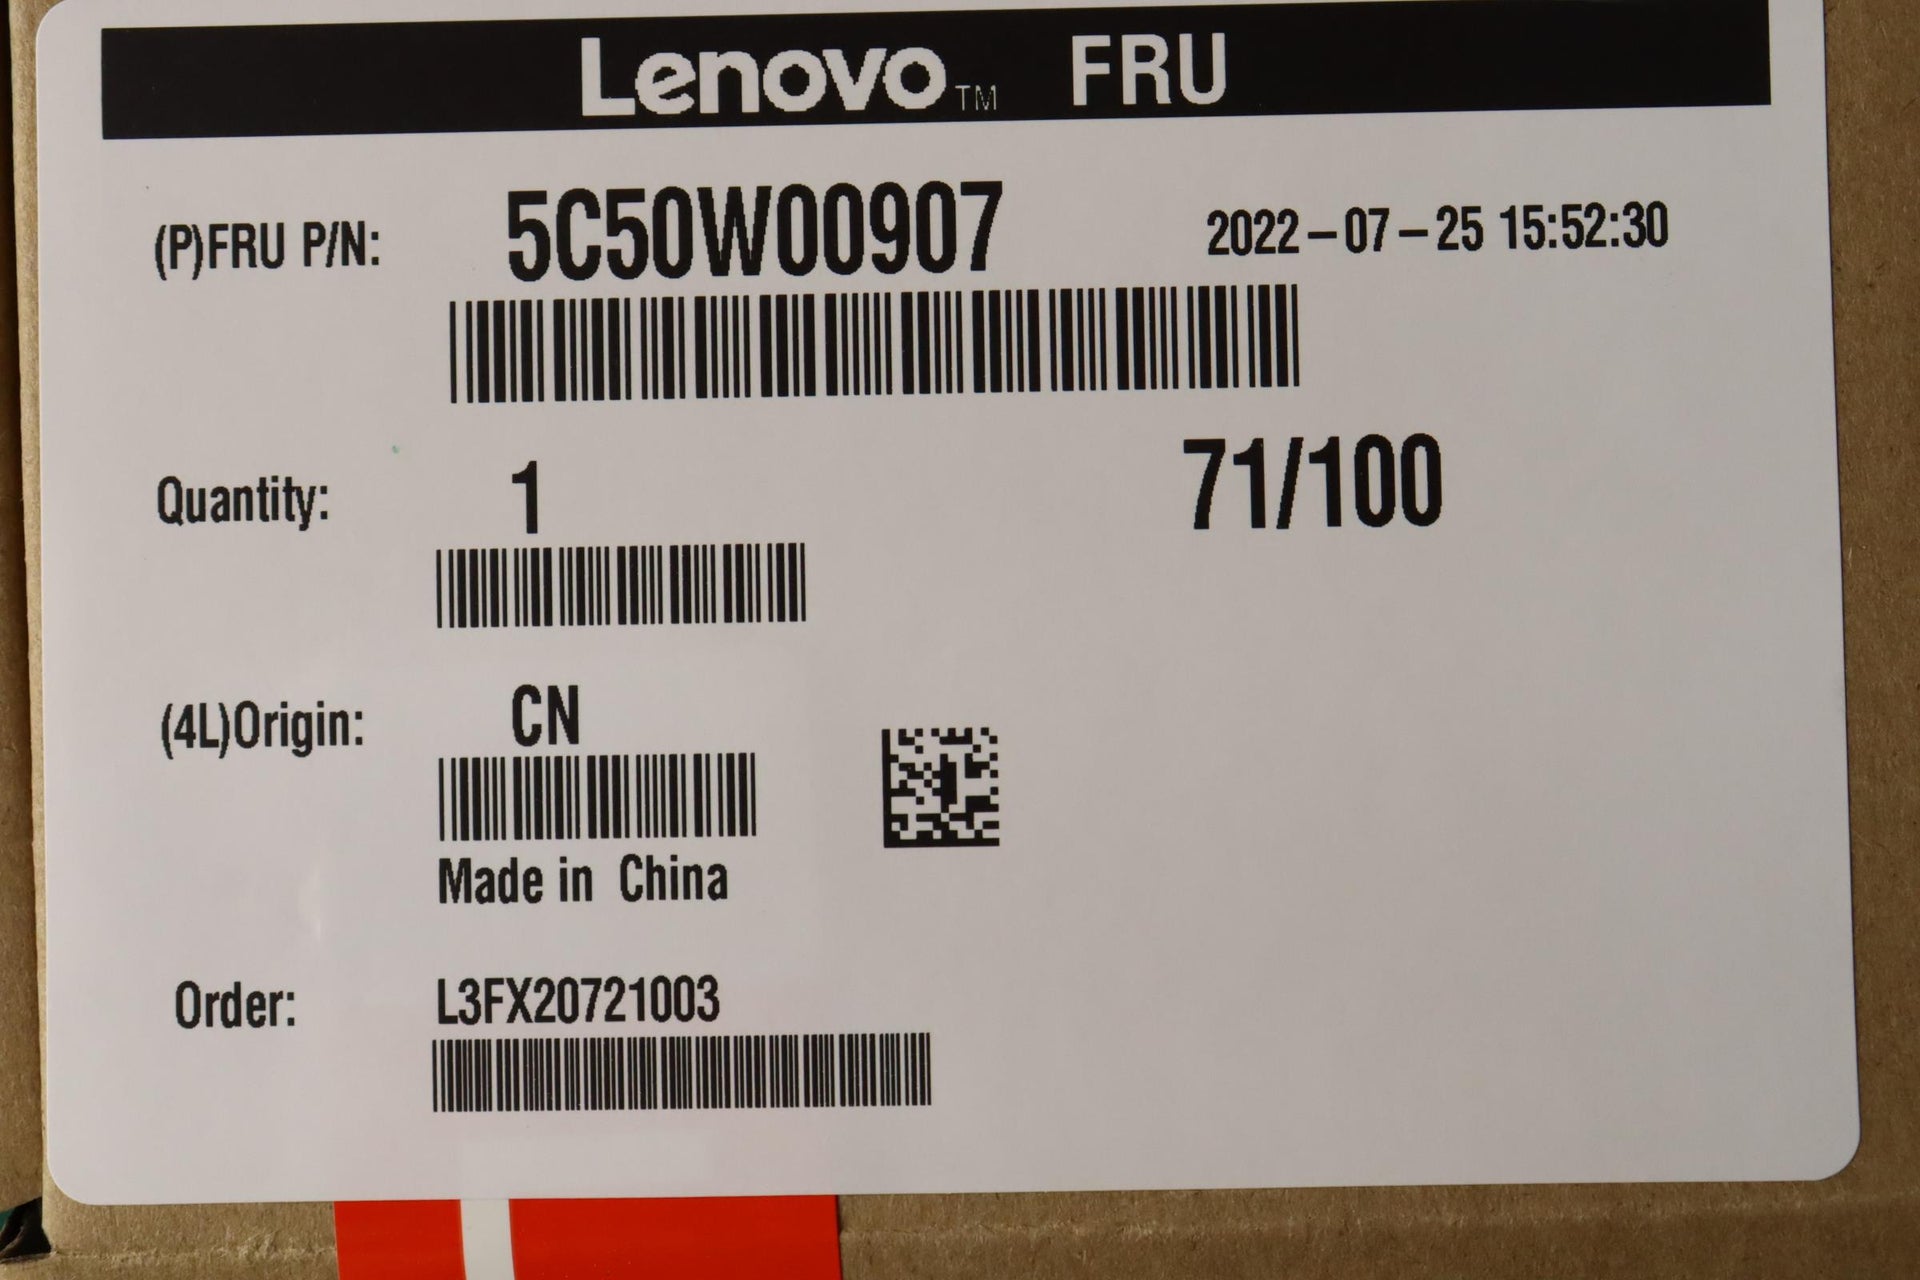 Lenovo™ FRU
(P)FRU P/N: 5C50W00907 2022-07-25 15:52:30
Quantity: 1 71/100
(4L)Origin: CN
Made in China
Order: L3FX20721003